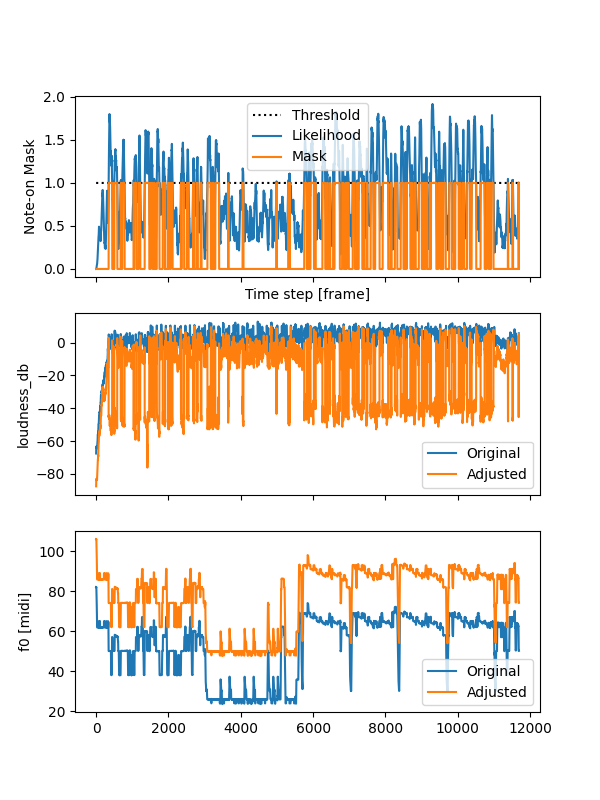 2.0
1.5
1.0
0.5
0.0
Note-on Mask
Threshold
Likelihood
Mask
Time step [frame]
0
−20
−40
−60
−80
loudness_db
Original
Adjusted
100
80
60
40
20
f0 [midi]
Original
Adjusted
0 2000 4000 6000 8000 10000 12000